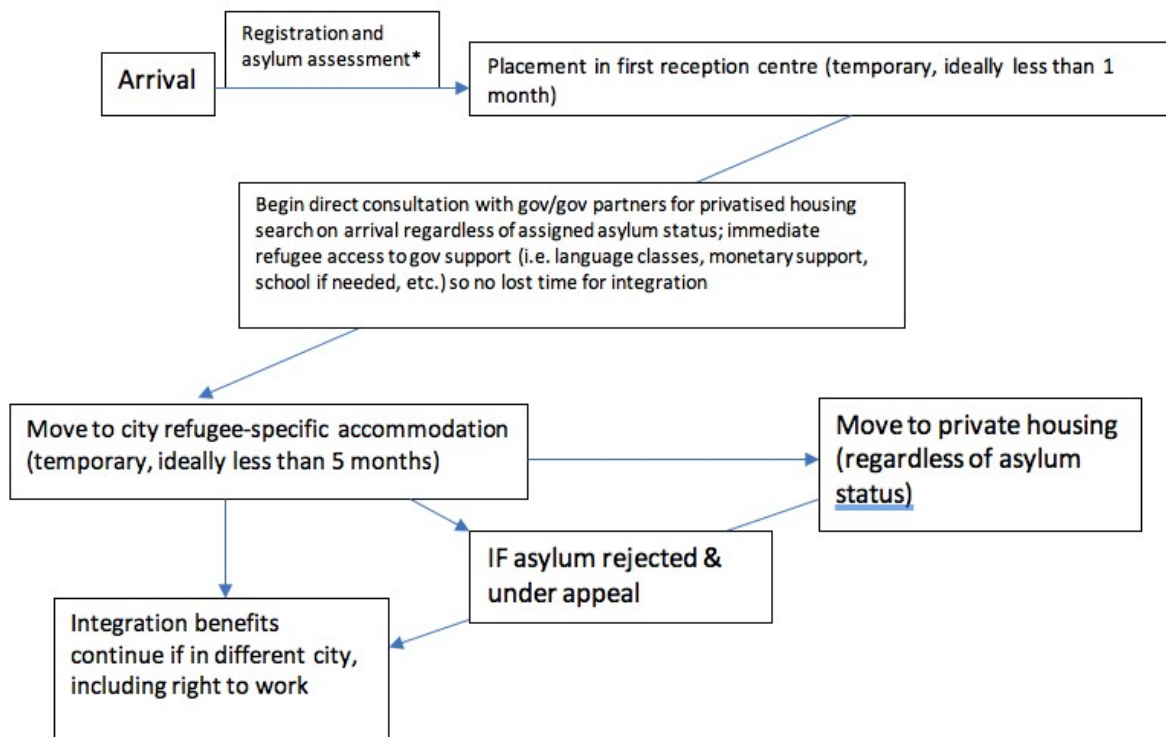 Arrival
Registration and
asylum assessment*
Placement in first reception centre (temporary, ideally less than 1
month)
Begin direct consultation with gov/gov partners for privatised housing
search on arrival regardless of assigned asylum status; immediate
refugee access to gov support (i.e. language classes, monetary support,
school if needed, etc.) so no lost time for integration
Move to city refugee-specific accommodation
(temporary, ideally less than 5 months)
Move to private housing
(regardless of asylum
status)
IF asylum rejected &
under appeal
Integration benefits
continue if in different city,
including right to work